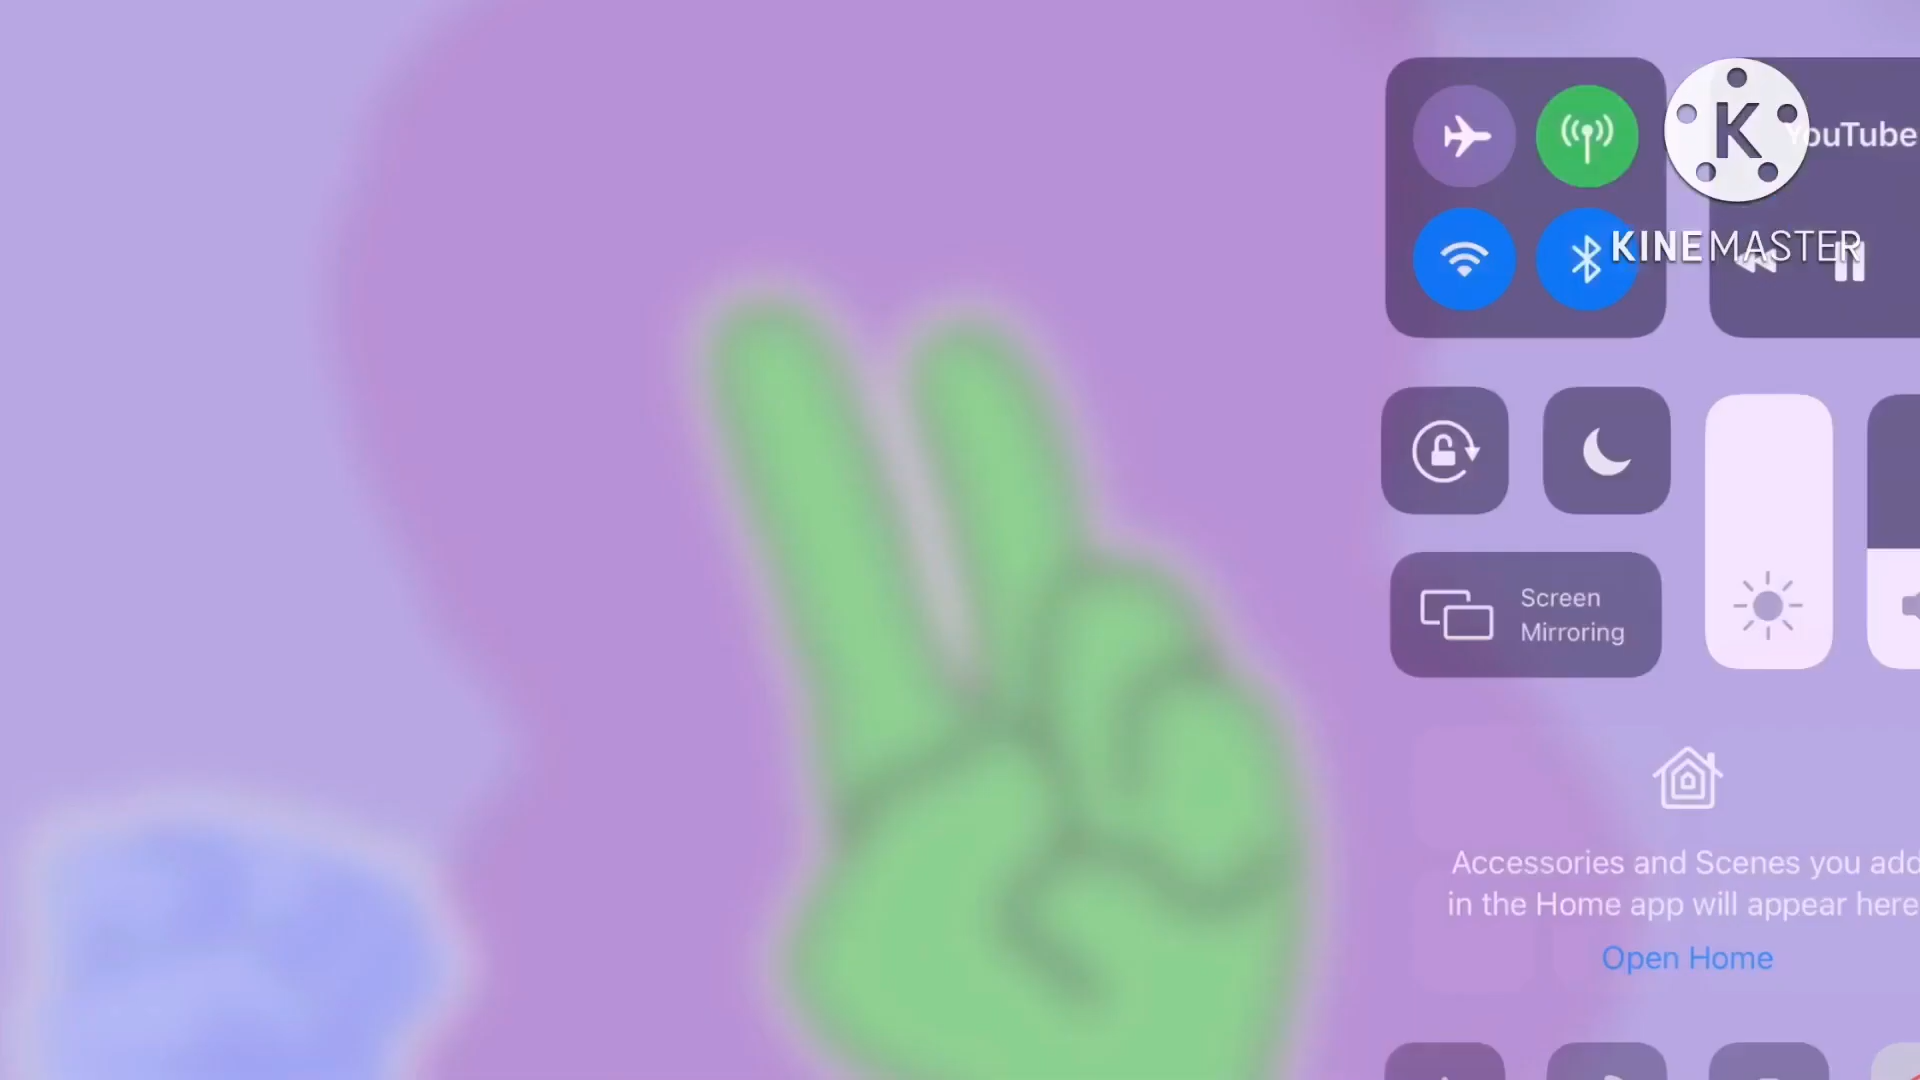 K
YouTube
KINEMASTER
Screen
Mirroring
Accessories and Scenes you add
in the Home app will appear here
Open Home